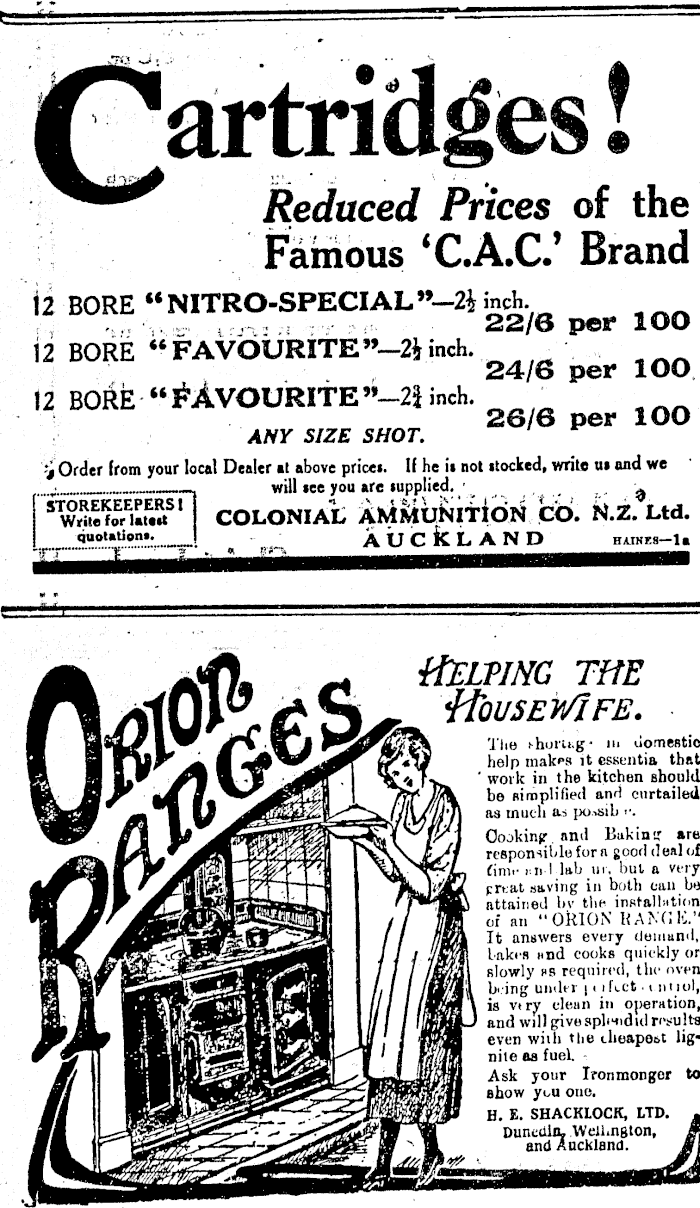 Cartridges!
Reduced Prices of the
Famous 'C.A.C.' Brand
12 BORE "NITRO-SPECIAL"—2½ inch.
22/6 per 100
12 BORE "FAVOURITE"—2½ inch.
24/6 per 100
12 BORE "FAVOURITE"—2¾ inch.
26/6 per 100
ANY SIZE SHOT.
Order from your local Dealer at above prices. If he is not stocked, write us and we
will see you are supplied.
STOREKEEPERS!
Write for latest
quotations.
COLONIAL AMMUNITION CO. N.Z. Ltd.
AUCKLAND
HAINES—1a
ORION
RANGES
HELPING THE
HOUSEWIFE.
The in domestic
help makes it essentia that
work in the kitchen should
be simplified and curtailed
as much as
Cooking and Baking are
responsible for a good deal of
time but a very
great saving in both can be
attained by the installation
of an "ORION RANGE."
It answers every demand,
bakes and cooks quickly or
slowly as required, the oven
being under
is very clean in operation,
and will give splendid results
even with the cheapest lig-
nite as fuel.
Ask your Ironmonger to
show you one.
H. E. SHACKLOCK, LTD.
Dunedin, Wellington,
and Auckland.